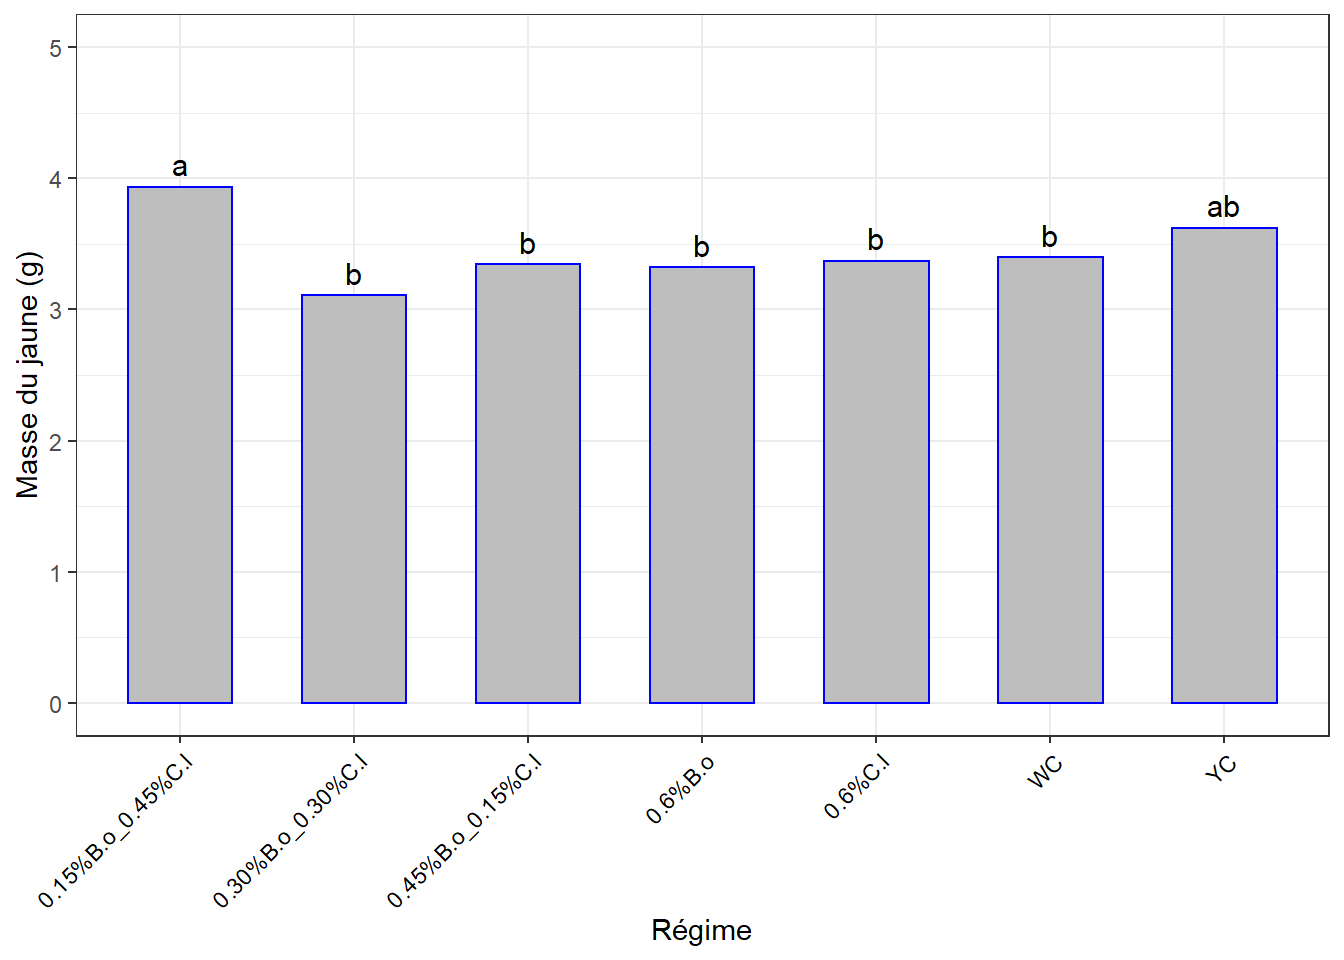 Masse du jaune (g)
5
4
3
2
1
0
a
b
b
b
b
b
ab
0.15%B.o_0.45%C.l
0.30%B.o_0.30%C.l
0.45%B.o_0.15%C.l
0.6%B.o
0.6%C.l
WC
YC
Régime